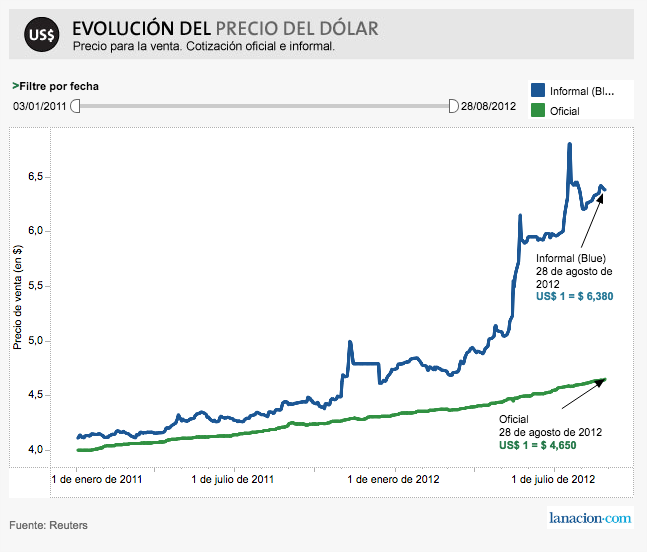 US$
EVOLUCIÓN DEL PRECIO DEL DÓLAR
Precio para la venta. Cotización oficial e informal.
>Filtre por fecha
03/01/2011
28/08/2012
Informal (Bl...
Oficial
Precio de venta (en $)
6,5
6,0
5,5
5,0
4,5
4,0
Informal (Blue)
28 de agosto de
2012
US$ 1 = $ 6,380
Oficial
28 de agosto de 2012
US$ 1 = $ 4,650
1 de enero de 2011
1 de julio de 2011
1 de enero de 2012
1 de julio de 2012
Fuente: Reuters
lanacion.com